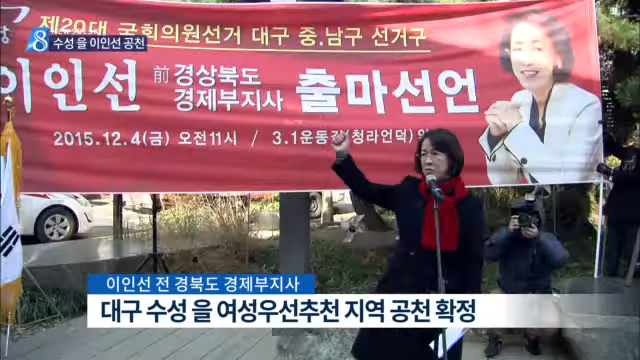 제20대 국회의원선거 대구 중.남구 선거구
8 수성 을 이인선 공천
이인선 前 경상북도 경제부지사 출마선언
2015.12.4(금) 오전11시 / 3.1운동길(청라언덕)
이인선 전 경북도 경제부지사
대구 수성 을 여성우선추천 지역 공천 확정